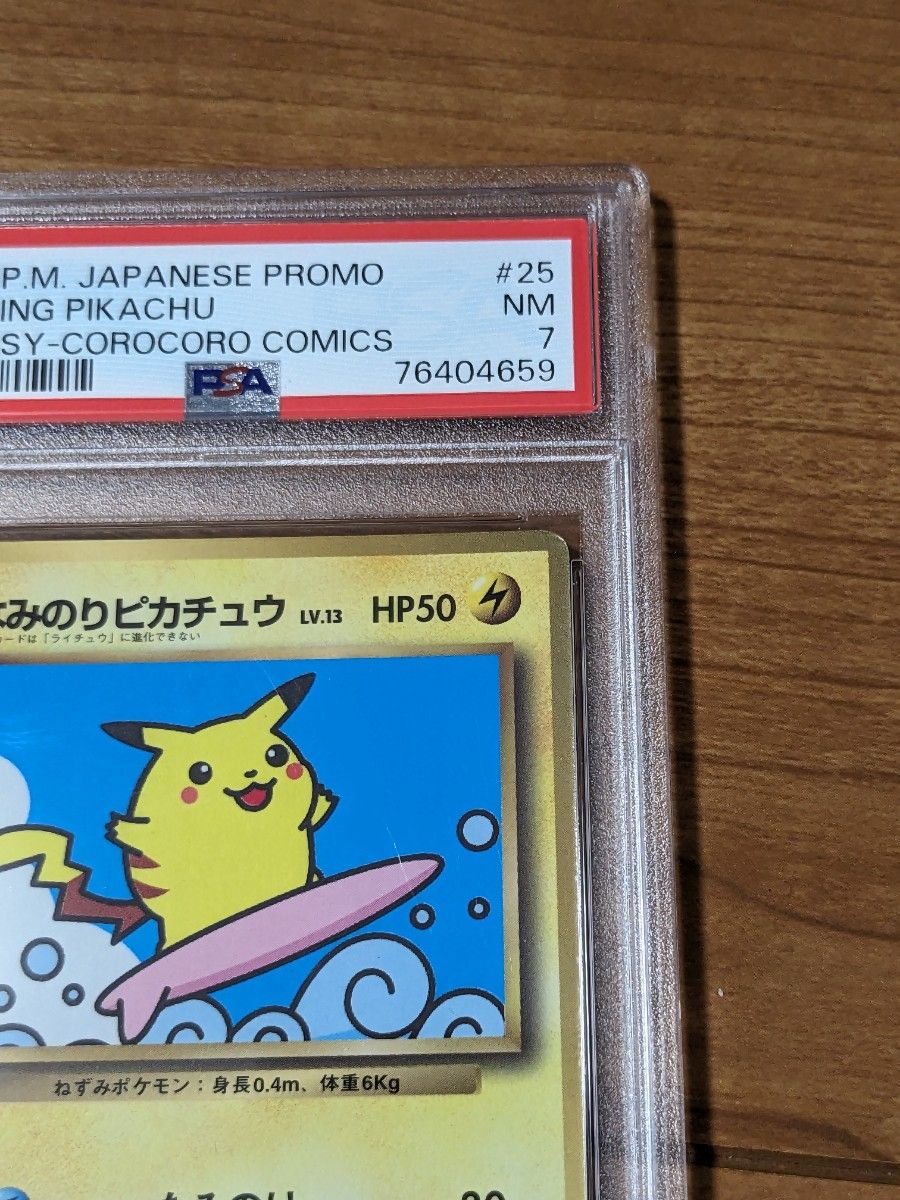 P.M. JAPANESE PROMO #25
ING PIKACHU NM
SY-COROCORO COMICS 7
PSA 76404659
みのりピカチュウ LV.13 HP50
カードは「ライチュウ」に進化できない
ねずみポケモン：身長0.4m、体重6Kg